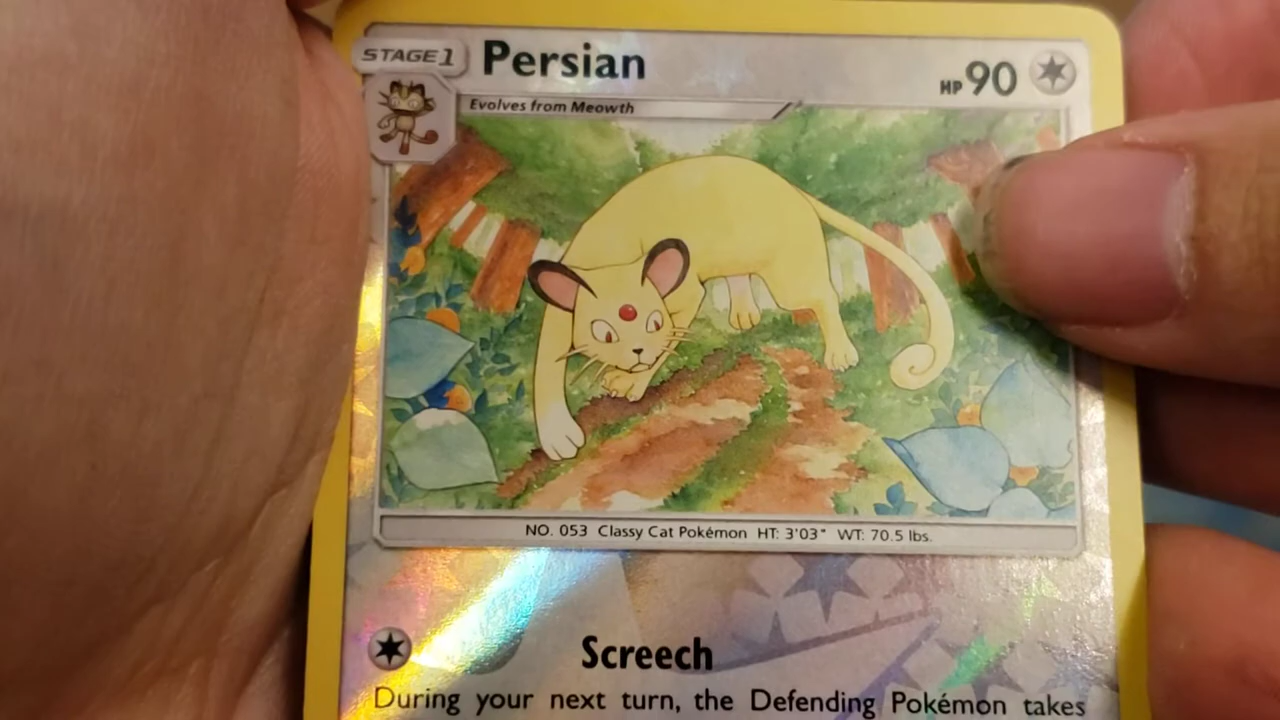 STAGE 1 Persian HP 90
Evolves from Meowth
NO. 053 Classy Cat Pokémon HT: 3'03" WT: 70.5 lbs.
Screech
During your next turn, the Defending Pokémon takes